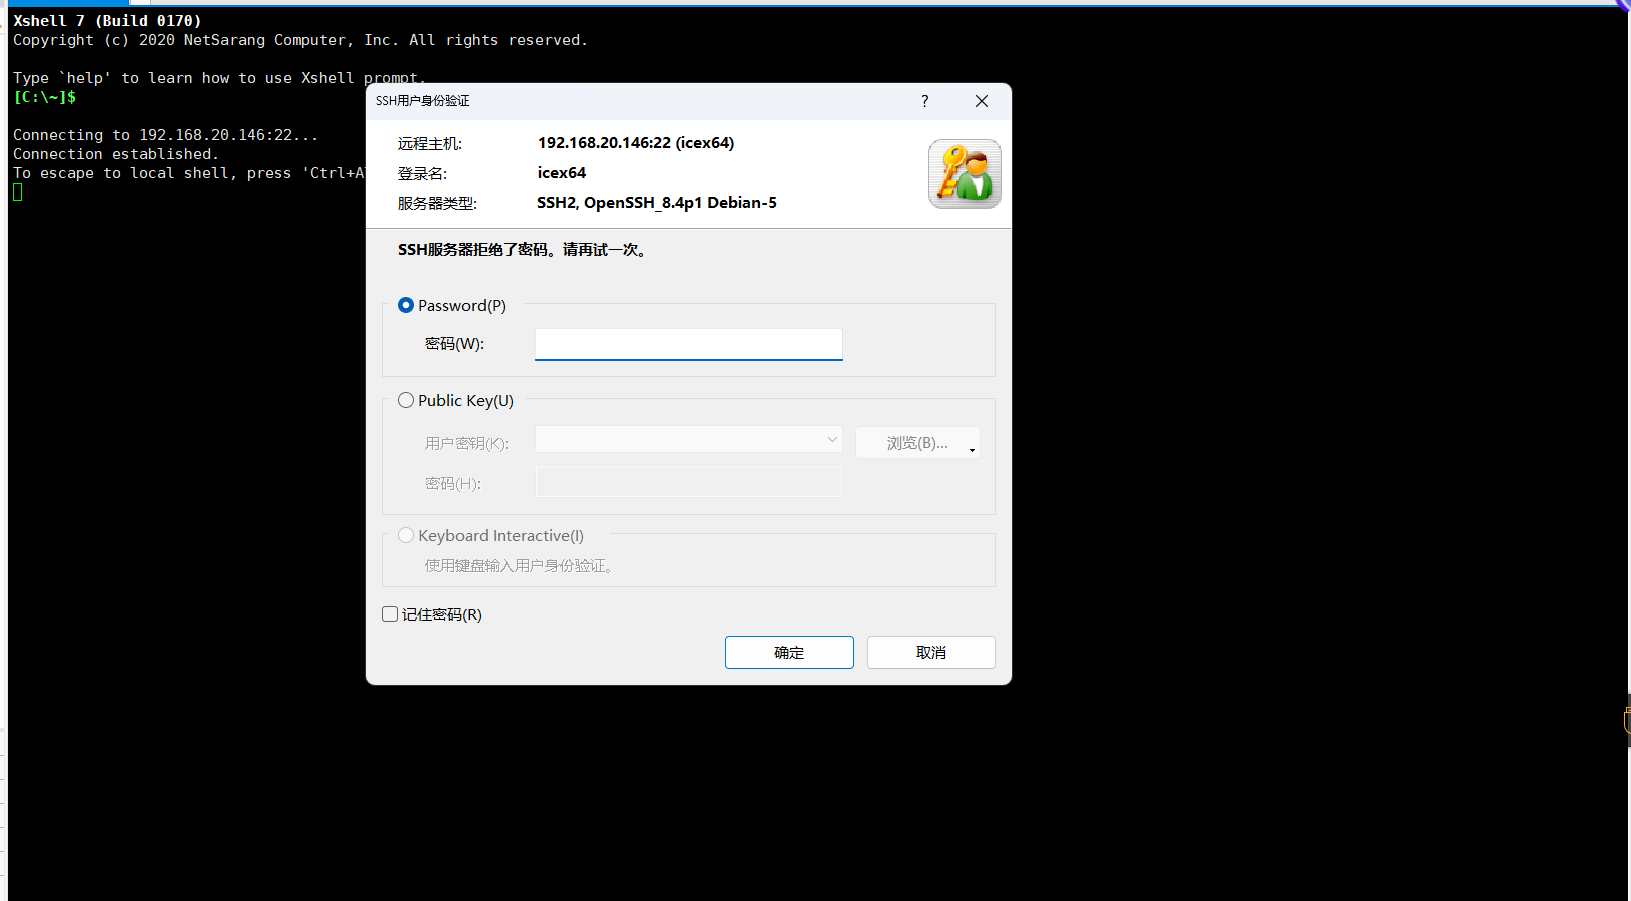 Xshell 7 (Build 0170)
Copyright (c) 2020 NetSarang Computer, Inc. All rights reserved.
Type `help' to learn how to use Xshell prompt.
[C:\~]$
Connecting to 192.168.20.146:22...
Connection established.
To escape to local shell, press 'Ctrl+Al
SSH用户身份验证
?
远程主机: 192.168.20.146:22 (icex64)
登录名: icex64
服务器类型: SSH2, OpenSSH_8.4p1 Debian-5
SSH服务器拒绝了密码。请再试一次。
Password(P)
密码(W):
Public Key(U)
用户密钥(K): 浏览(B)...
密码(H):
Keyboard Interactive(I)
使用键盘输入用户身份验证。
记住密码(R)
确定 取消